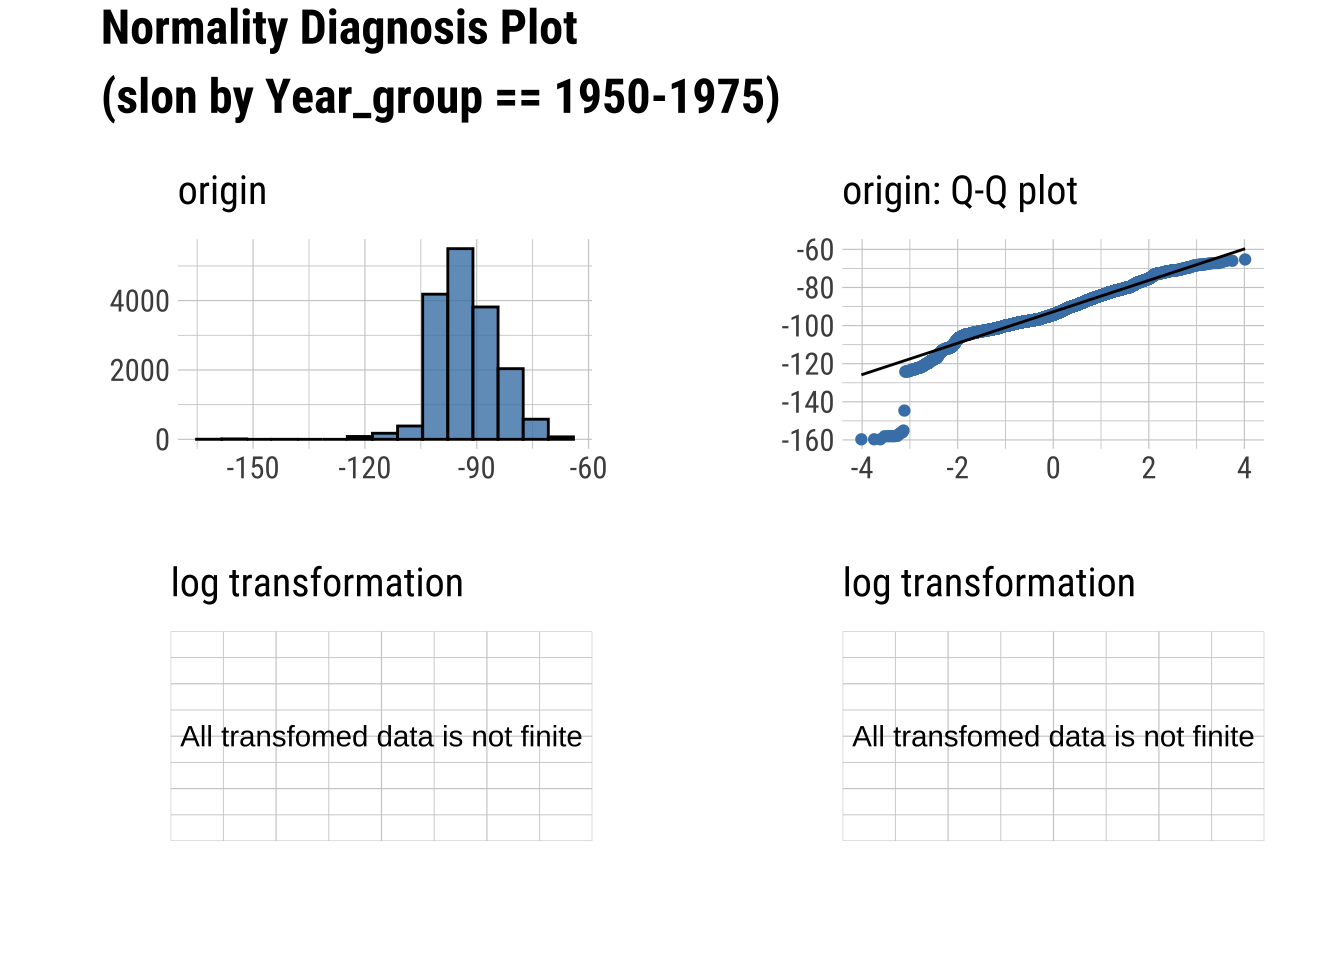 Normality Diagnosis Plot
(slon by Year_group == 1950-1975)
origin
4000
2000
0
-150 -120 -90 -60
origin: Q-Q plot
-60
-80
-100
-120
-140
-160
-4 -2 0 2 4
log transformation
All transfomed data is not finite
log transformation
All transfomed data is not finite